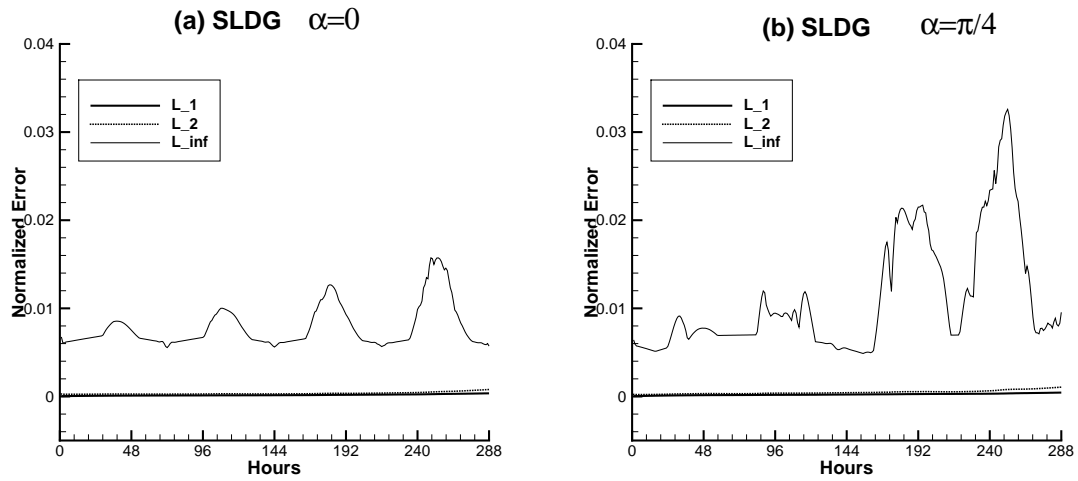 (a) SLDG α=0
0.04
0.03
0.02
0.01
0
Normalized Error
L_1
L_2
L_inf
0 48 96 144 192 240 288
Hours
(b) SLDG α=π/4
0.04
0.03
0.02
0.01
0
Normalized Error
L_1
L_2
L_inf
0 48 96 144 192 240 288
Hours